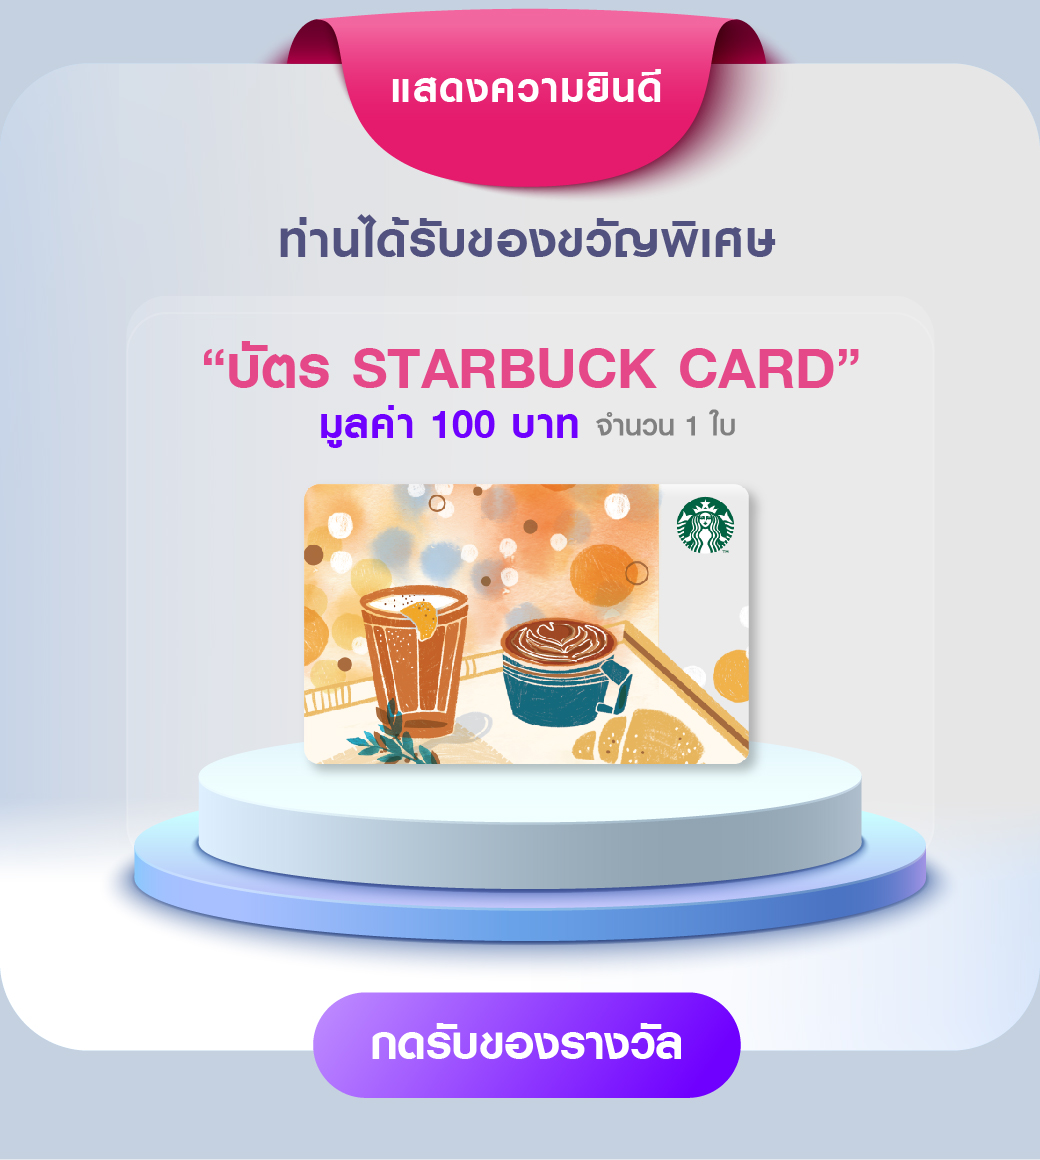 แสดงความยินดี
ท่านได้รับของขวัญพิเศษ
“บัตร STARBUCK CARD”
มูลค่า 100 บาท จำนวน 1 ใบ
กดรับของรางวัล